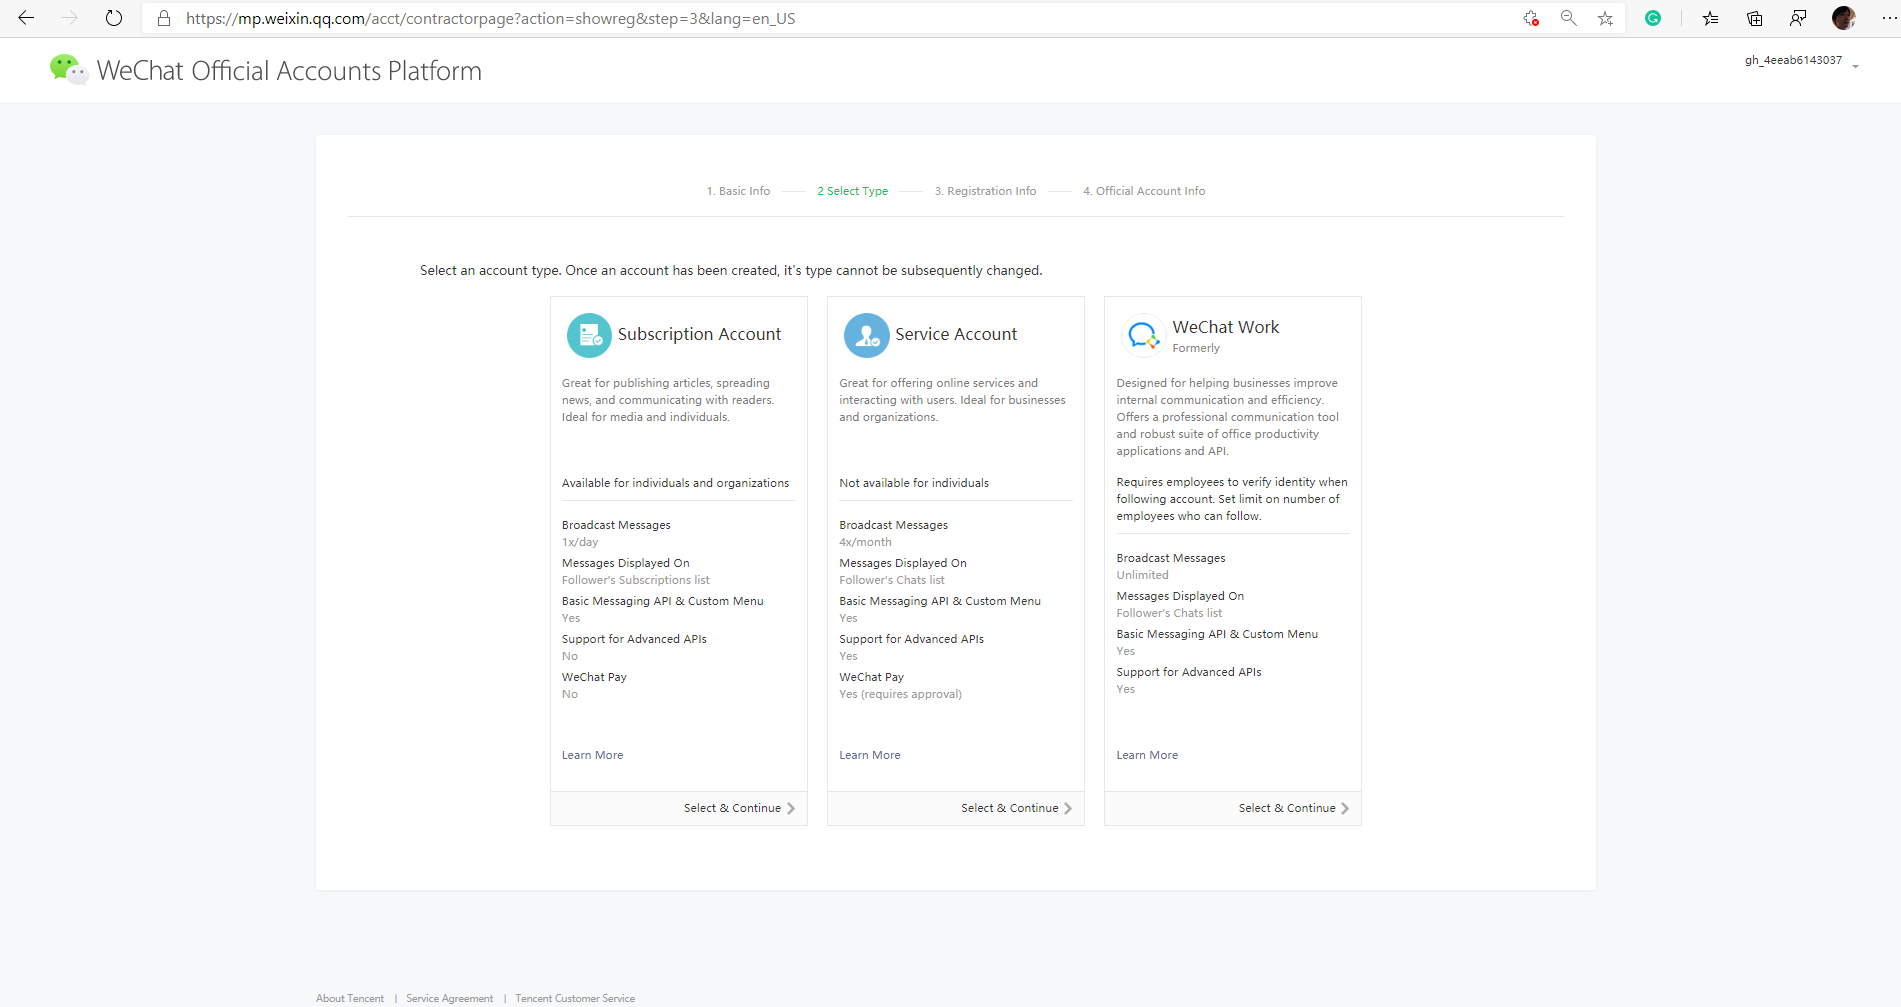 https://mp.weixin.qq.com/acct/contractorpage?action=showreg&step=3&lang=en_US
WeChat Official Accounts Platform
gh_4eeab6143037
1. Basic Info
2 Select Type
3. Registration Info
4. Official Account Info
Select an account type. Once an account has been created, it's type cannot be subsequently changed.
Subscription Account
Great for publishing articles, spreading
news, and communicating with readers.
Ideal for media and individuals.
Available for individuals and organizations
Broadcast Messages
1x/day
Messages Displayed On
Follower's Subscriptions list
Basic Messaging API & Custom Menu
Yes
Support for Advanced APIs
No
WeChat Pay
No
Learn More
Select & Continue
Service Account
Great for offering online services and
interacting with users. Ideal for businesses
and organizations.
Not available for individuals
Broadcast Messages
4x/month
Messages Displayed On
Follower's Chats list
Basic Messaging API & Custom Menu
Yes
Support for Advanced APIs
Yes
WeChat Pay
Yes (requires approval)
Learn More
Select & Continue
WeChat Work
Formerly
Designed for helping businesses improve
internal communication and efficiency.
Offers a professional communication tool
and robust suite of office productivity
applications and API.
Requires employees to verify identity when
following account. Set limit on number of
employees who can follow.
Broadcast Messages
Unlimited
Messages Displayed On
Follower's Chats list
Basic Messaging API & Custom Menu
Yes
Support for Advanced APIs
Yes
Learn More
Select & Continue
About Tencent | Service Agreement | Tencent Customer Service